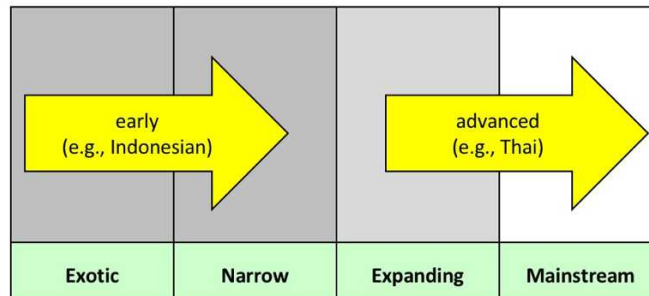 early
(e.g., Indonesian)
advanced
(e.g., Thai)
Exotic
Narrow
Expanding
Mainstream